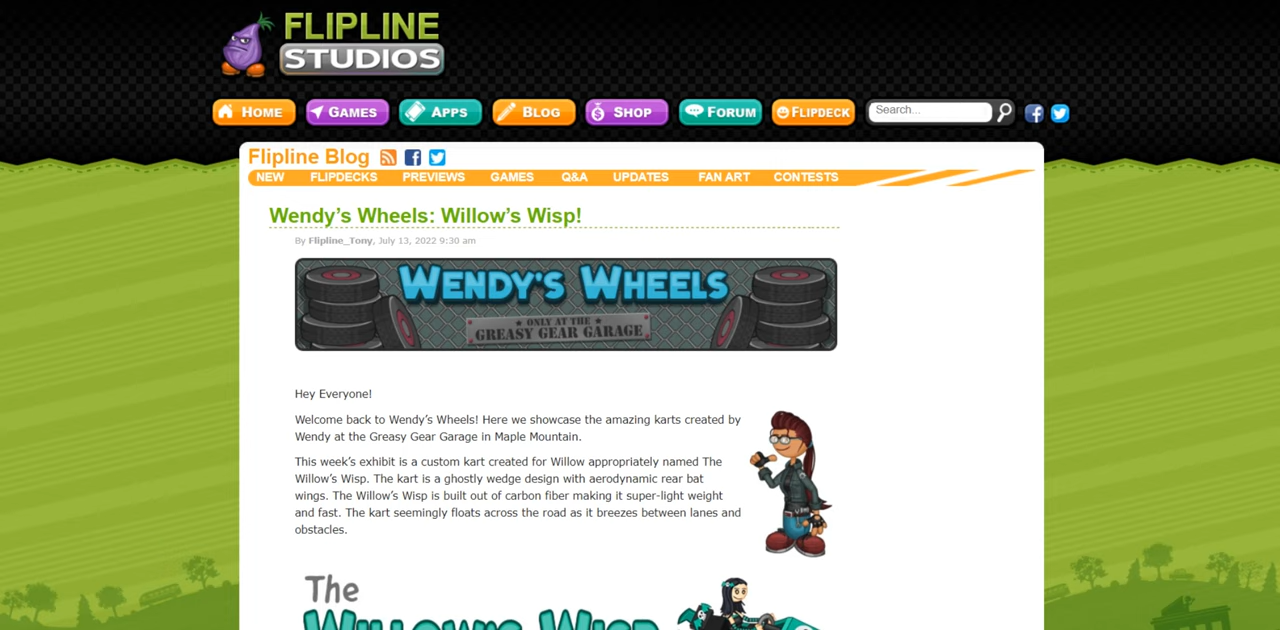 FLIPLINE
STUDIOS
HOME GAMES APPS BLOG SHOP FORUM FLIPDECK Search...
Flipline Blog
NEW FLIPDECKS PREVIEWS GAMES Q&A UPDATES FAN ART CONTESTS
Wendy’s Wheels: Willow’s Wisp!
By Flipline_Tony, July 13, 2022 9:30 am
WENDY'S WHEELS
ONLY AT THE
GREASY GEAR GARAGE
Hey Everyone!
Welcome back to Wendy’s Wheels! Here we showcase the amazing karts created by
Wendy at the Greasy Gear Garage in Maple Mountain.
This week’s exhibit is a custom kart created for Willow appropriately named The
Willow’s Wisp. The kart is a ghostly wedge design with aerodynamic rear bat
wings. The Willow’s Wisp is built out of carbon fiber making it super-light weight
and fast. The kart seemingly floats across the road as it breezes between lanes and
obstacles.
The
WILLOW'S WISP